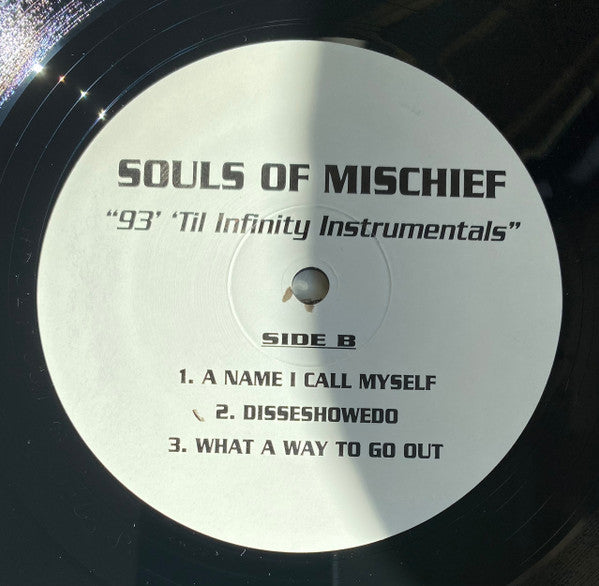 SOULS OF MISCHIEF
“93’ ‘Til Infinity Instrumentals”
SIDE B
1. A NAME I CALL MYSELF
2. DISSESHOWEDO
3. WHAT A WAY TO GO OUT